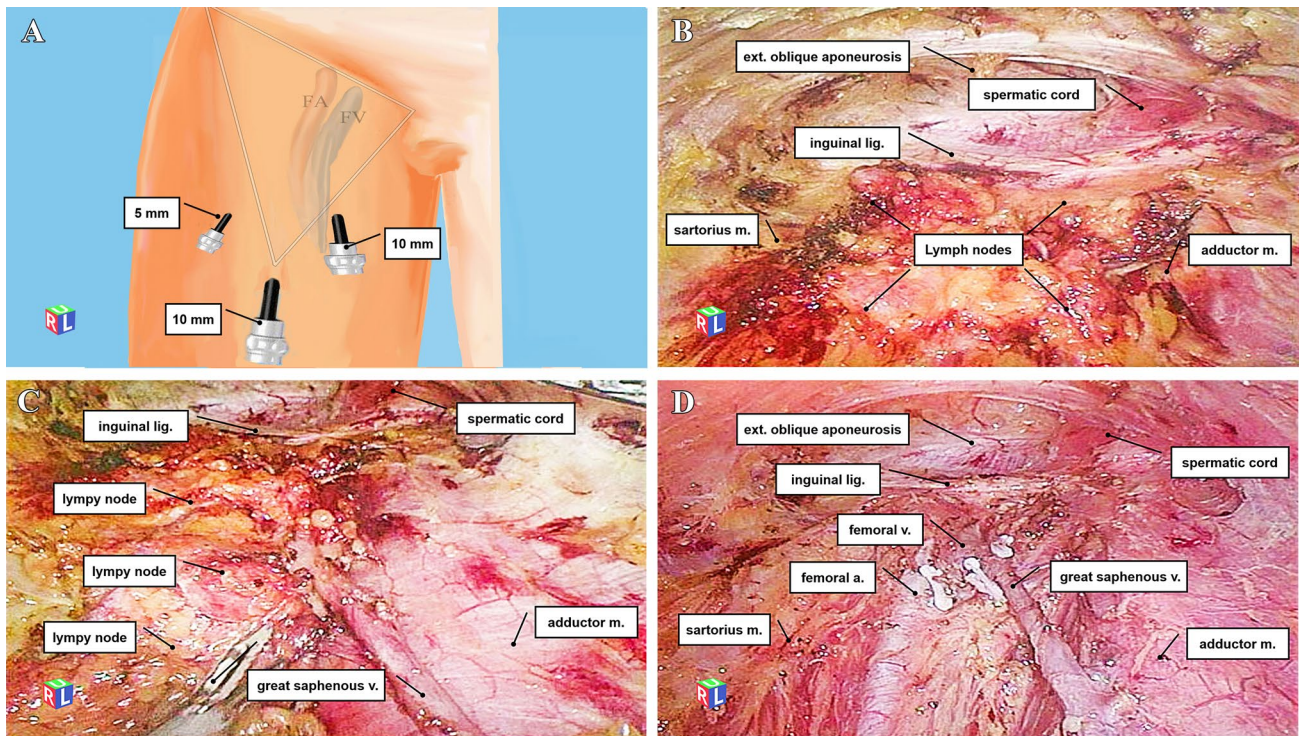 A
FA
FV
5 mm
10 mm
10 mm
U
R L
B
ext. oblique aponeurosis
spermatic cord
inguinal lig.
sartorius m.
Lymph nodes
adductor m.
C
spermatic cord
inguinal lig.
lympy node
lympy node
lympy node
adductor m.
great saphenous v.
U
R L
D
ext. oblique aponeurosis
spermatic cord
inguinal lig.
femoral v.
femoral a.
great saphenous v.
sartorius m.
adductor m.
U
R L